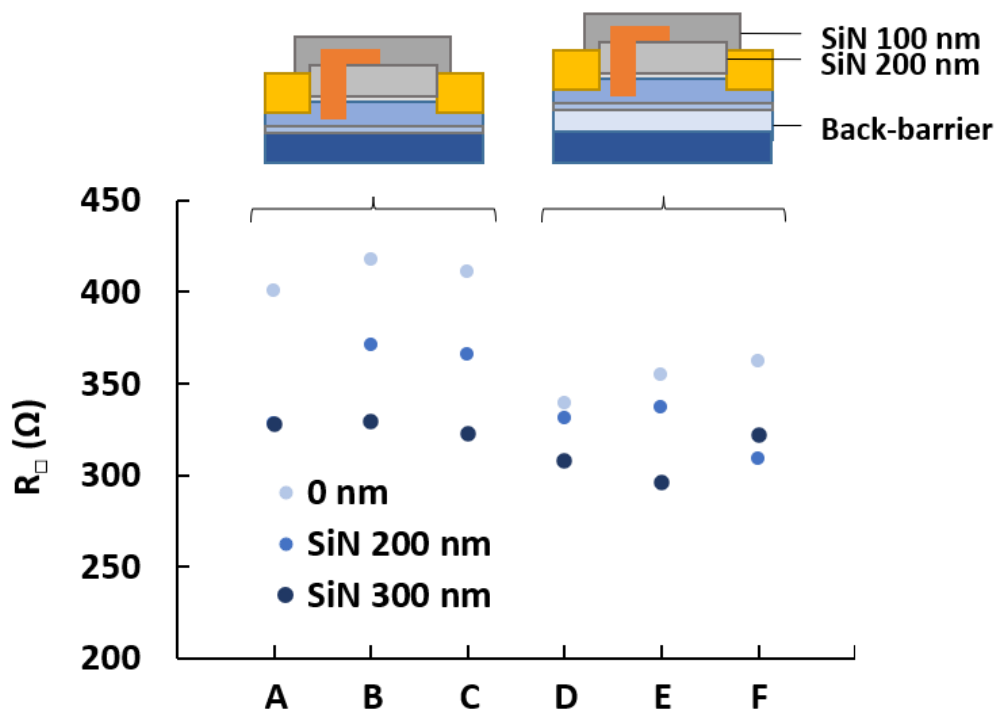 SiN 100 nm
SiN 200 nm
Back-barrier
450
400
350
300
250
200
R□ (Ω)
0 nm
SiN 200 nm
SiN 300 nm
A B C D E F